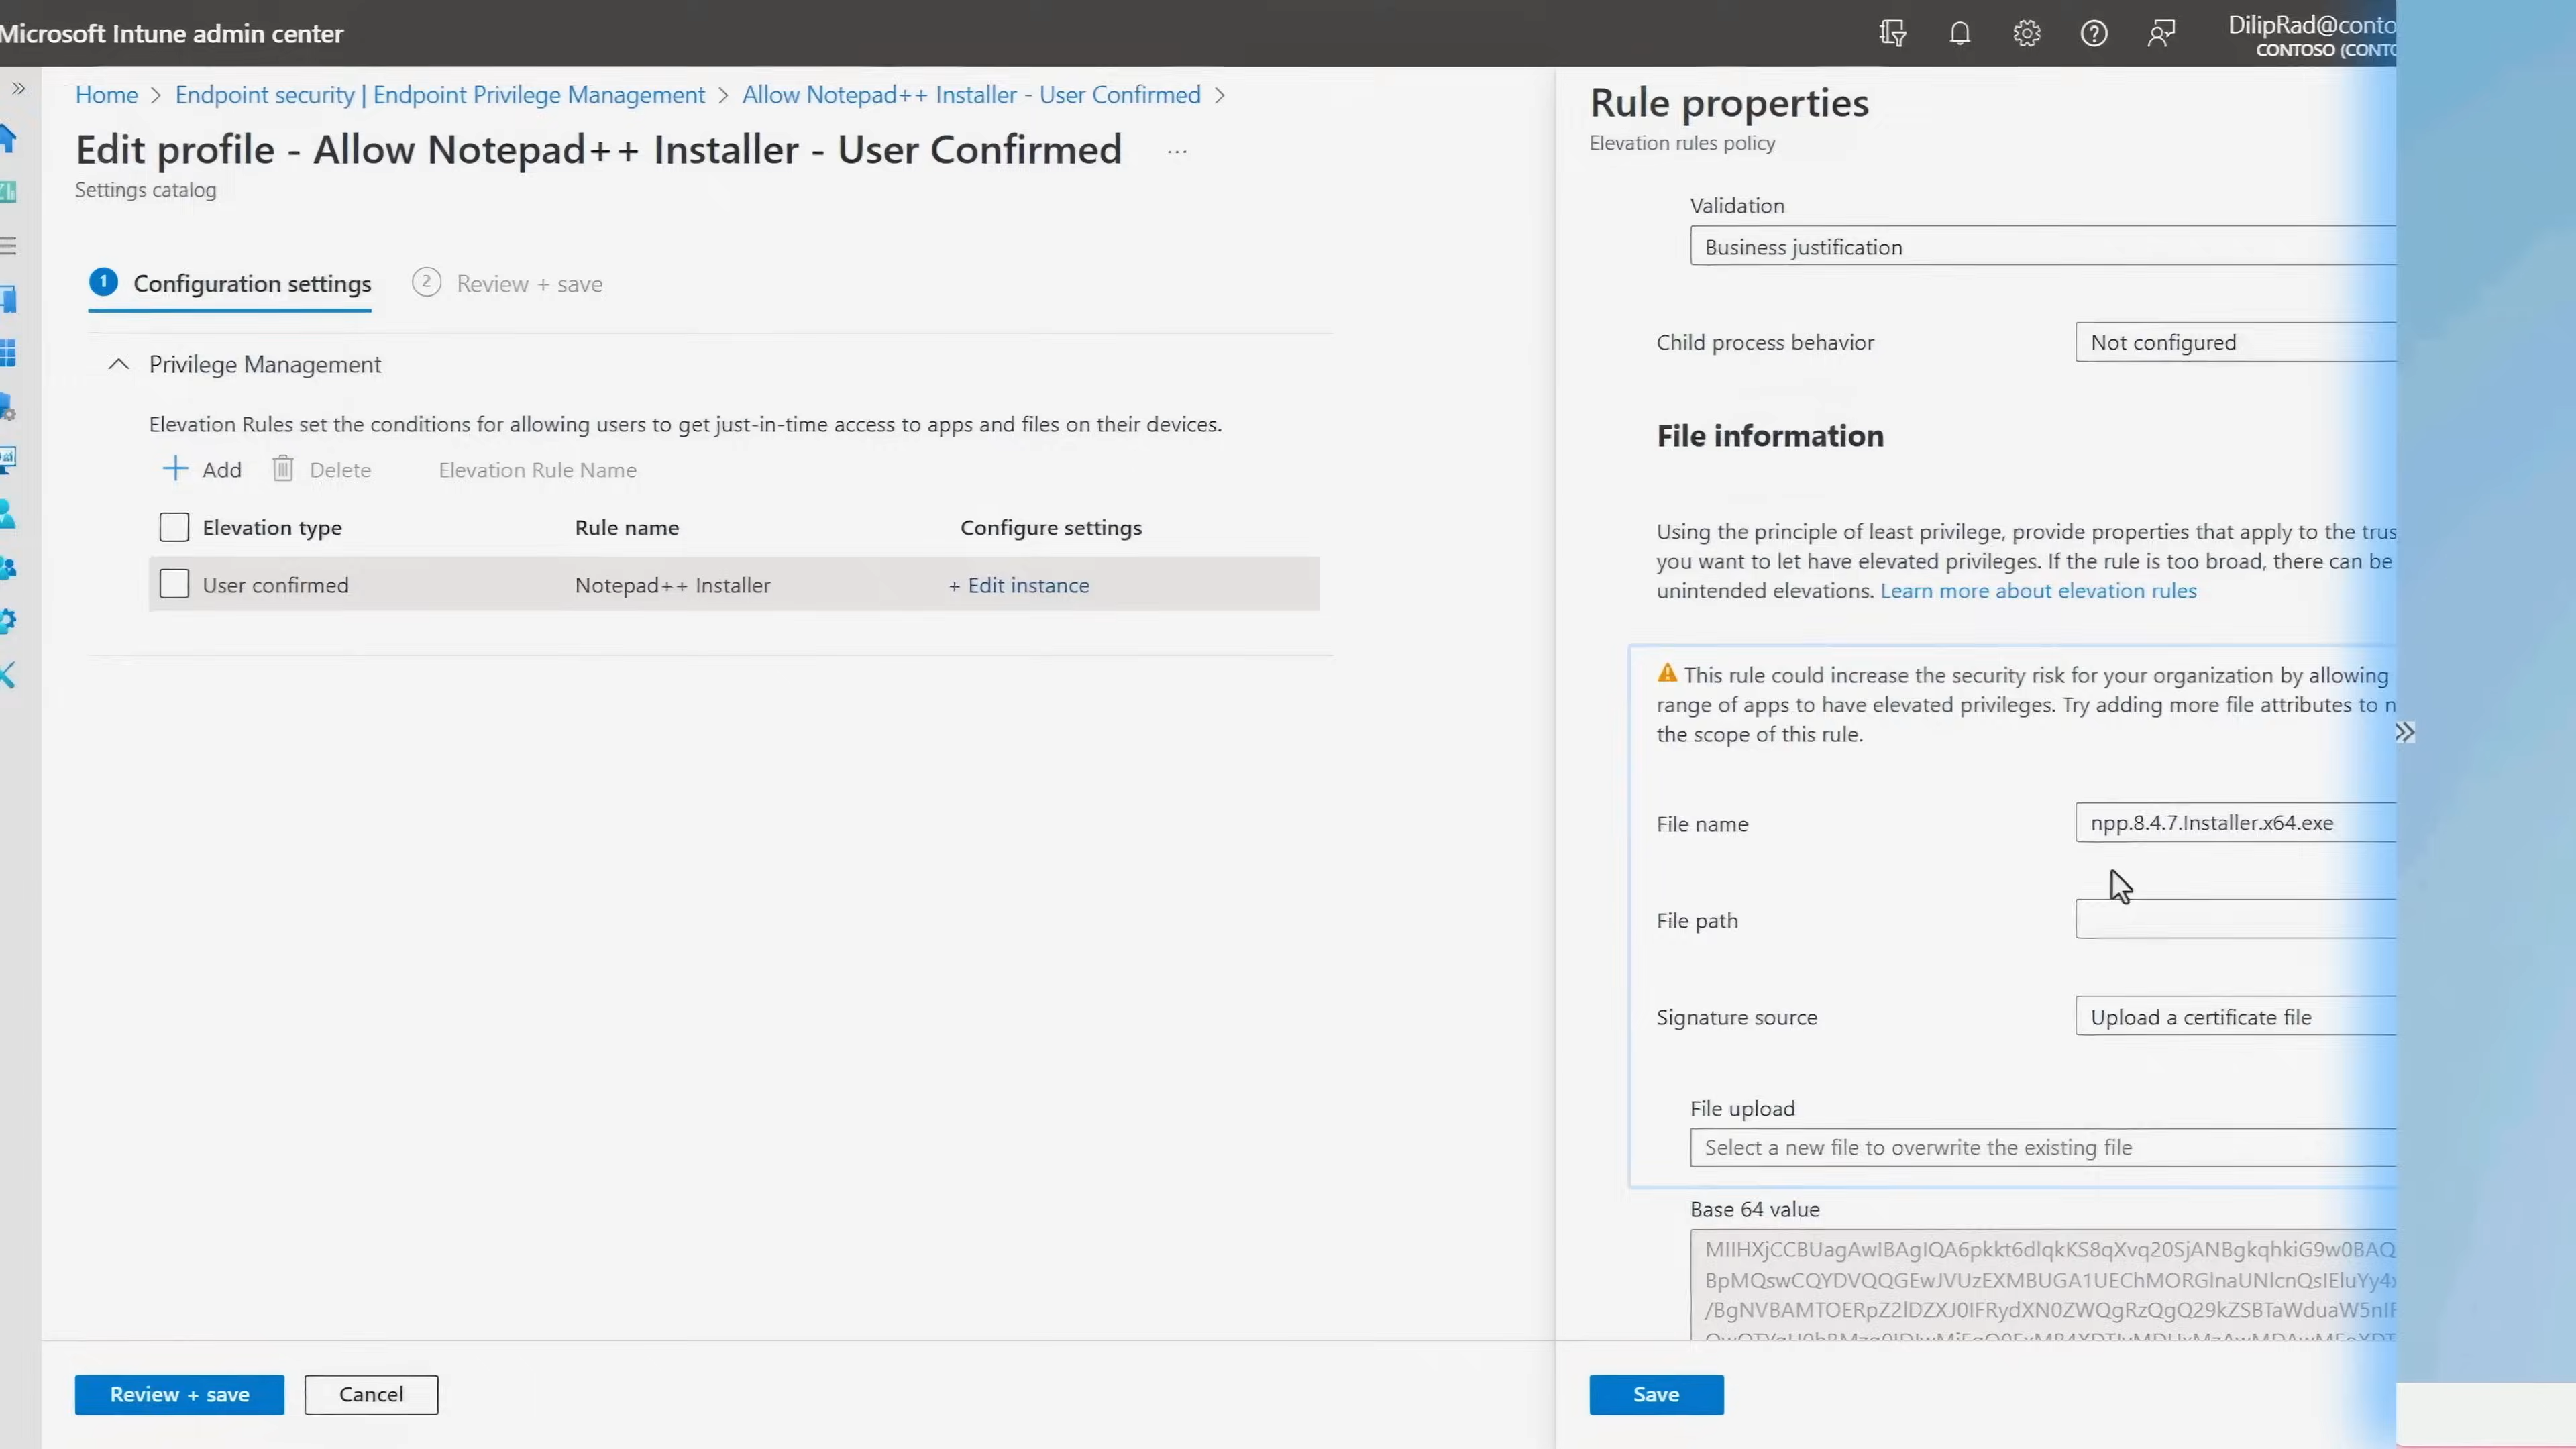 Microsoft Intune admin center
DilipRad@conto
CONTOSO (CONTO
Home > Endpoint security | Endpoint Privilege Management > Allow Notepad++ Installer - User Confirmed >
Edit profile - Allow Notepad++ Installer - User Confirmed ...
Settings catalog
1 Configuration settings
2 Review + save
Privilege Management
Elevation Rules set the conditions for allowing users to get just-in-time access to apps and files on their devices.
+ Add Delete Elevation Rule Name
Elevation type Rule name Configure settings
User confirmed Notepad++ Installer + Edit instance
Review + save Cancel
Rule properties
Elevation rules policy
Validation
Business justification
Child process behavior Not configured
File information
Using the principle of least privilege, provide properties that apply to the trus
you want to let have elevated privileges. If the rule is too broad, there can be
unintended elevations. Learn more about elevation rules
This rule could increase the security risk for your organization by allowing
range of apps to have elevated privileges. Try adding more file attributes to n
the scope of this rule.
File name npp.8.4.7.Installer.x64.exe
File path
Signature source Upload a certificate file
File upload
Select a new file to overwrite the existing file
Base 64 value
MIIHXjCCBUagAwIBAgIQA6pkkt6dlqkKS8qXvq20SjANBgkqhkiG9w0BAQ
BpMQswCQYDVQQGEwJVUzEXMBUGA1UEChMORGlnaUNlcnQsIEluYy4x
/BgNVBAMTOERpZ2lDZXJ0IFRydXN0ZWQgRzQgQ29kZSBTaWduaW5nIF
Save